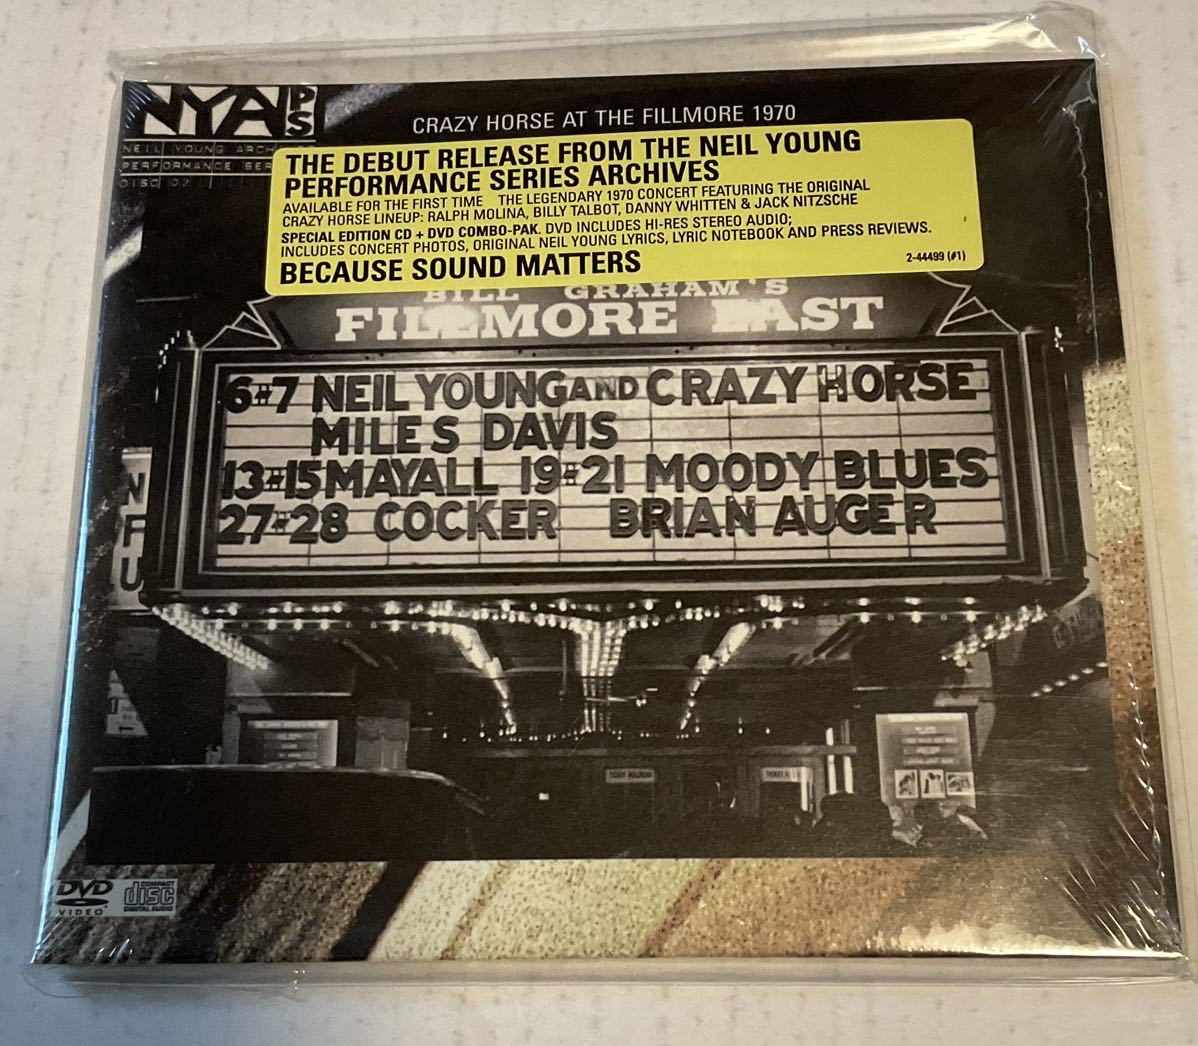 NYA PS
NEIL YOUNG ARCH
PERFORMANCE SER
DISC 02
CRAZY HORSE AT THE FILLMORE 1970
THE DEBUT RELEASE FROM THE NEIL YOUNG
PERFORMANCE SERIES ARCHIVES
AVAILABLE FOR THE FIRST TIME THE LEGENDARY 1970 CONCERT FEATURING THE ORIGINAL
CRAZY HORSE LINEUP: RALPH MOLINA, BILLY TALBOT, DANNY WHITTEN & JACK NITZSCHE
SPECIAL EDITION CD + DVD COMBO-PAK. DVD INCLUDES HI-RES STEREO AUDIO;
INCLUDES CONCERT PHOTOS, ORIGINAL NEIL YOUNG LYRICS, LYRIC NOTEBOOK AND PRESS REVIEWS.
BECAUSE SOUND MATTERS
2-44499 (#1)
BILL GRAHAM'S
FILLMORE EAST
6#7 NEIL YOUNG AND CRAZY HORSE
MILES DAVIS
13#15 MAYALL 19#21 MOODY BLUES
27#28 COCKER BRIAN AUGER
N
F
U
DVD
VIDEO
COMPACT
disc
DIGITAL AUDIO